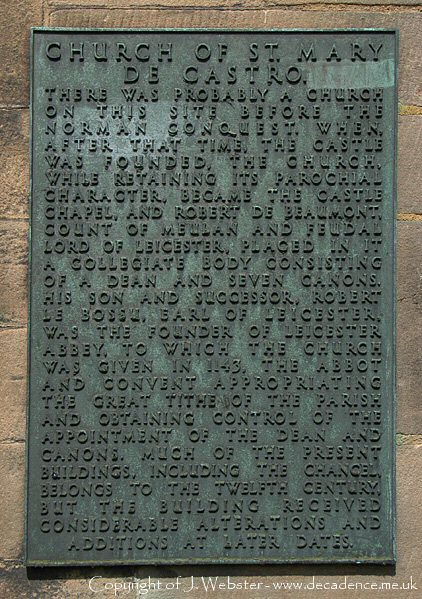 CHURCH OF ST. MARY
DE CASTRO.
THERE WAS PROBABLY A CHURCH
ON THIS SITE BEFORE THE
NORMAN CONQUEST. WHEN,
AFTER THAT TIME, THE CASTLE
WAS FOUNDED, THE CHURCH,
WHILE RETAINING ITS PAROCHIAL
CHARACTER, BECAME THE CASTLE
CHAPEL, AND ROBERT DE BEAUMONT,
COUNT OF MEULAN AND FEUDAL
LORD OF LEICESTER, PLACED IN IT
A COLLEGIATE BODY CONSISTING
OF A DEAN AND SEVEN CANONS.
HIS SON AND SUCCESSOR, ROBERT
LE BOSSU, EARL OF LEICESTER,
WAS THE FOUNDER OF LEICESTER
ABBEY, TO WHICH THE CHURCH
WAS GIVEN IN 1143, THE ABBOT
AND CONVENT APPROPRIATING
THE GREAT TITHE OF THE PARISH
AND OBTAINING CONTROL OF THE
APPOINTMENT OF THE DEAN AND
CANONS. MUCH OF THE PRESENT
BUILDINGS, INCLUDING THE CHANCEL,
BELONGS TO THE TWELFTH CENTURY,
BUT THE BUILDING RECEIVED
CONSIDERABLE ALTERATIONS AND
ADDITIONS AT LATER DATES.
Copyright of J. Webster - www.decadence.me.uk